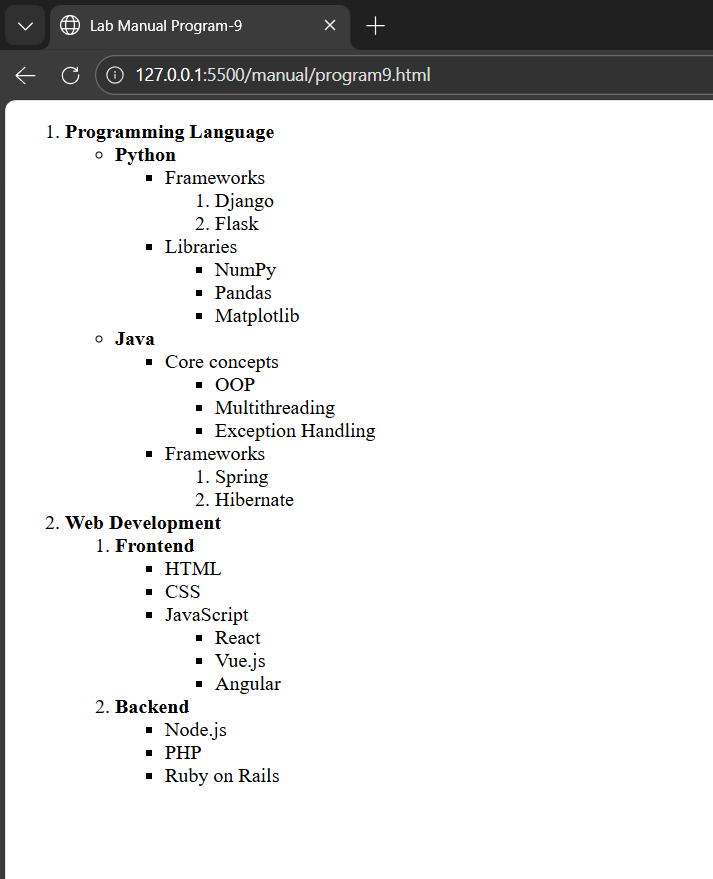 Lab Manual Program-9
127.0.0.1:5500/manual/program9.html
1. Programming Language
Python
Frameworks
1. Django
2. Flask
Libraries
NumPy
Pandas
Matplotlib
Java
Core concepts
OOP
Multithreading
Exception Handling
Frameworks
1. Spring
2. Hibernate
2. Web Development
1. Frontend
HTML
CSS
JavaScript
React
Vue.js
Angular
2. Backend
Node.js
PHP
Ruby on Rails